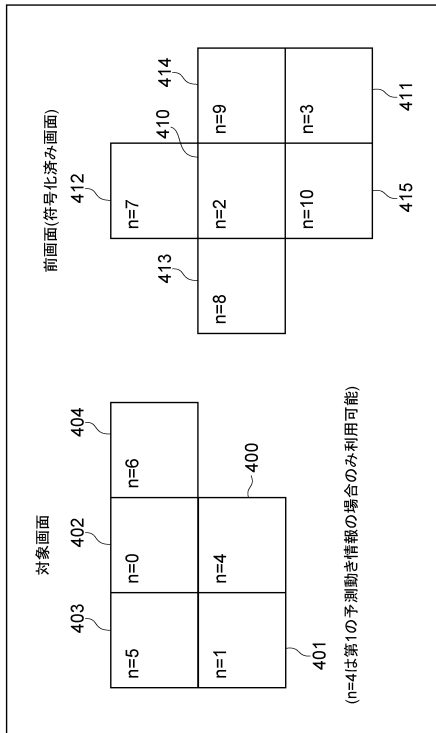 対象画面
403
402
404
n=5
n=0
n=6
n=1
n=4
400
401
(n=4は第1の予測動き情報の場合のみ利用可能)
前画面(符号化済み画面)
412
n=7
413
410
414
n=8
n=2
n=9
n=10
n=3
415
411